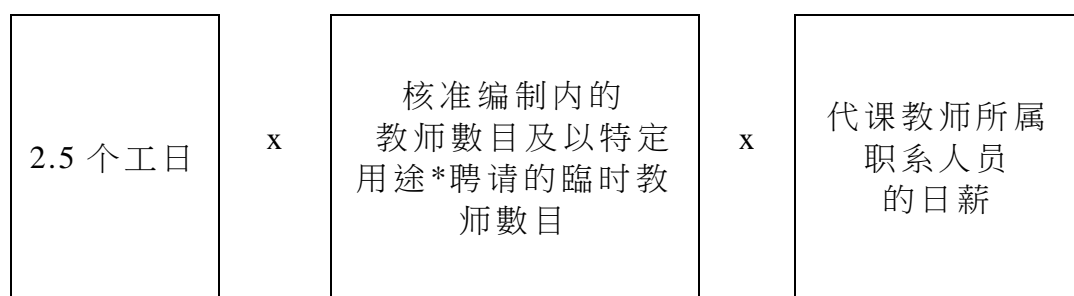 2.5 个工日
x
核准编制内的
教师數目及以特定
用途*聘请的臨时教
师數目
x
代课教师所属
职系人员
的日薪